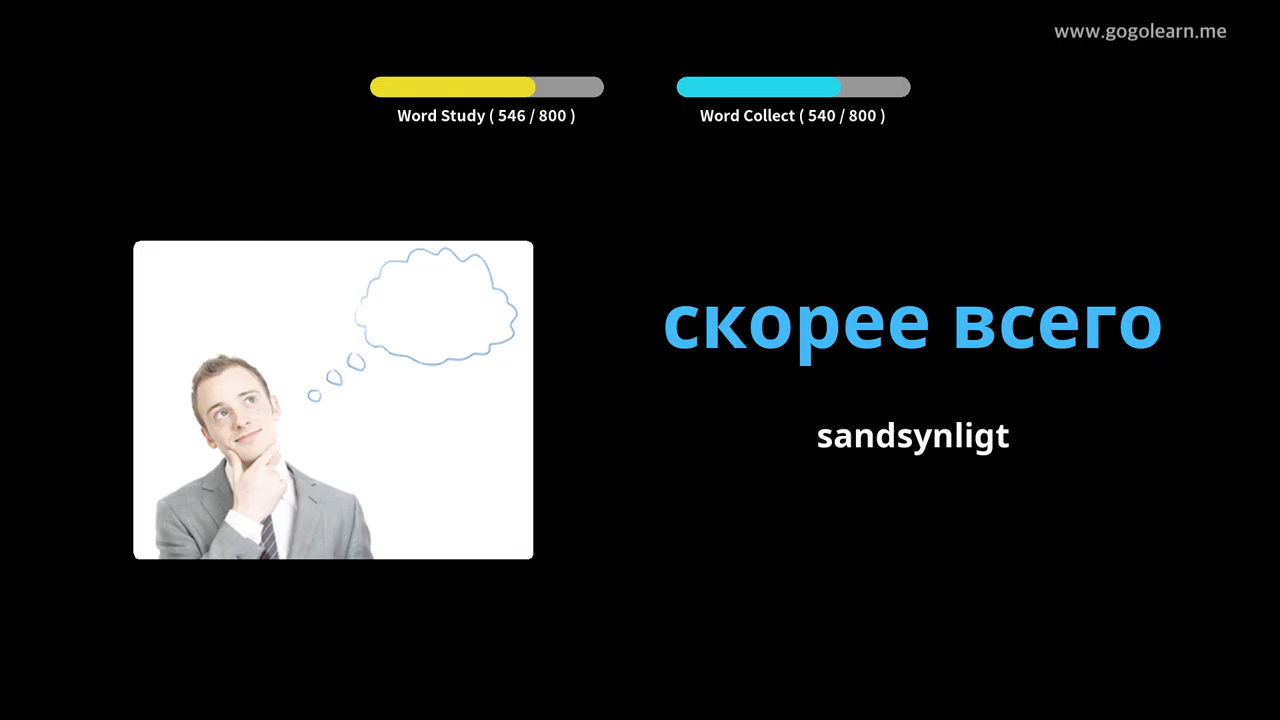 www.gogolearn.me
Word Study ( 546 / 800 )
Word Collect ( 540 / 800 )
скорее всего
sandsynligt